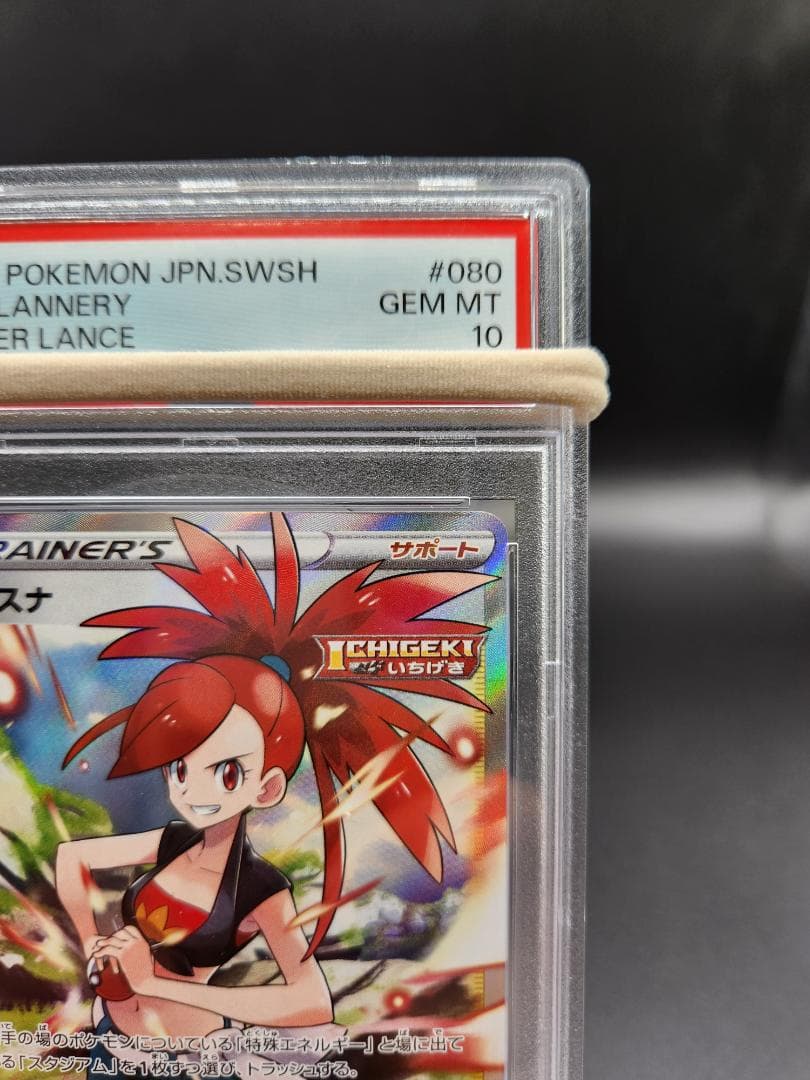 POKEMON JPN.SWSH #080
LANNERY GEM MT
ER LANCE 10
RAINER'S サポート
スナ
ICHIGEKI
いちげき
手の場のポケモンについている「特殊エネルギー」と場に出て
る「スタジアム」を1枚ずつ選び、トラッシュする。